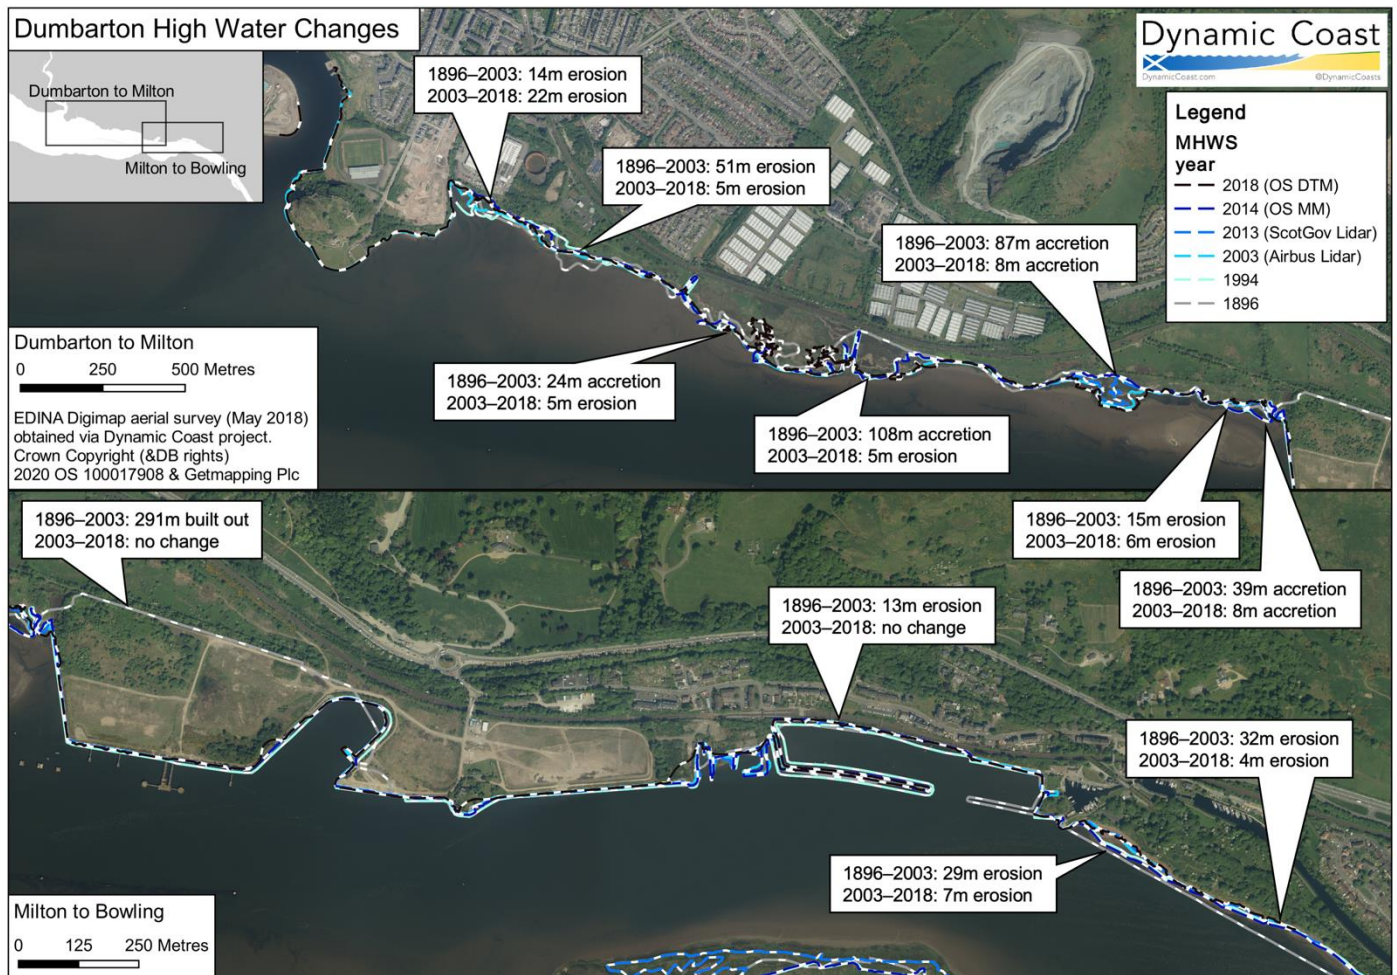 Dumbarton High Water Changes
Dumbarton to Milton
Milton to Bowling
1896–2003: 14m erosion
2003–2018: 22m erosion
1896–2003: 51m erosion
2003–2018: 5m erosion
1896–2003: 87m accretion
2003–2018: 8m accretion
Dynamic Coast
DynamicCoast.com
@DynamicCoasts
Legend
MHWS
year
2018 (OS DTM)
2014 (OS MM)
2013 (ScotGov Lidar)
2003 (Airbus Lidar)
1994
1896
Dumbarton to Milton
0 250 500 Metres
EDINA Digimap aerial survey (May 2018)
obtained via Dynamic Coast project.
Crown Copyright (&DB rights)
2020 OS 100017908 & Getmapping Plc
1896–2003: 24m accretion
2003–2018: 5m erosion
1896–2003: 108m accretion
2003–2018: 5m erosion
1896–2003: 15m erosion
2003–2018: 6m erosion
1896–2003: 39m accretion
2003–2018: 8m accretion
1896–2003: 291m built out
2003–2018: no change
1896–2003: 13m erosion
2003–2018: no change
1896–2003: 32m erosion
2003–2018: 4m erosion
1896–2003: 29m erosion
2003–2018: 7m erosion
Milton to Bowling
0 125 250 Metres